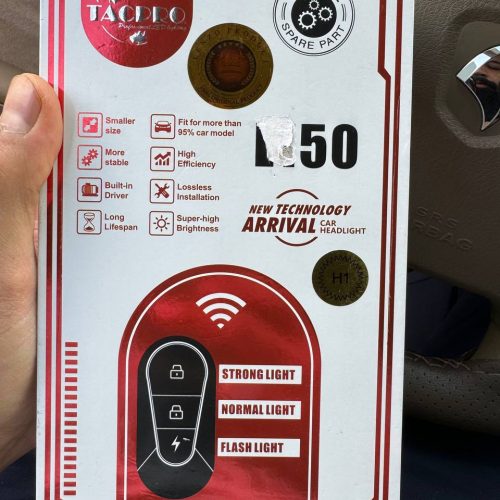 TACPRO
SPARE PART
Smaller size
Fit for more than 95% car model
More stable
High Efficiency
Built-in Driver
Lossless Installation
Long Lifespan
Super-high Brightness
50
NEW TECHNOLOGY
ARRIVAL CAR HEADLIGHT
H1
STRONG LIGHT
NORMAL LIGHT
FLASH LIGHT